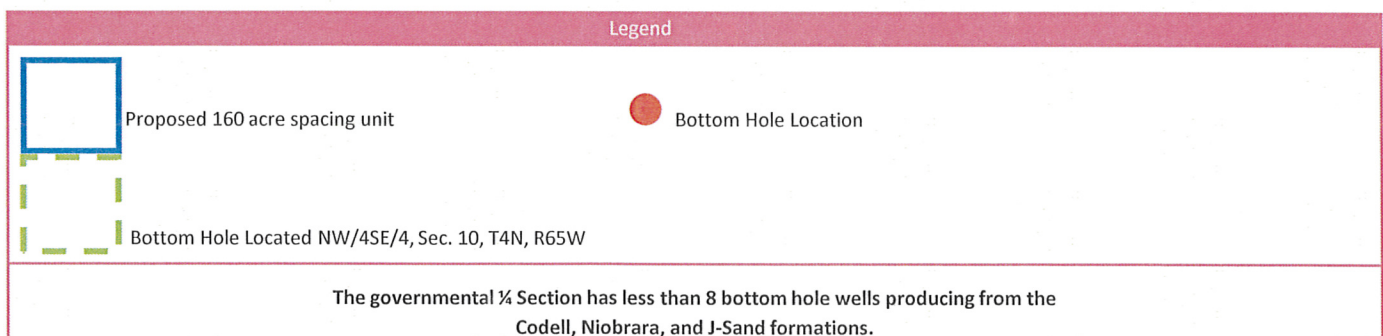 Legend
Proposed 160 acre spacing unit
Bottom Hole Location
Bottom Hole Located NW/4SE/4, Sec. 10, T4N, R65W
The governmental ¼ Section has less than 8 bottom hole wells producing from the
Codell, Niobrara, and J-Sand formations.